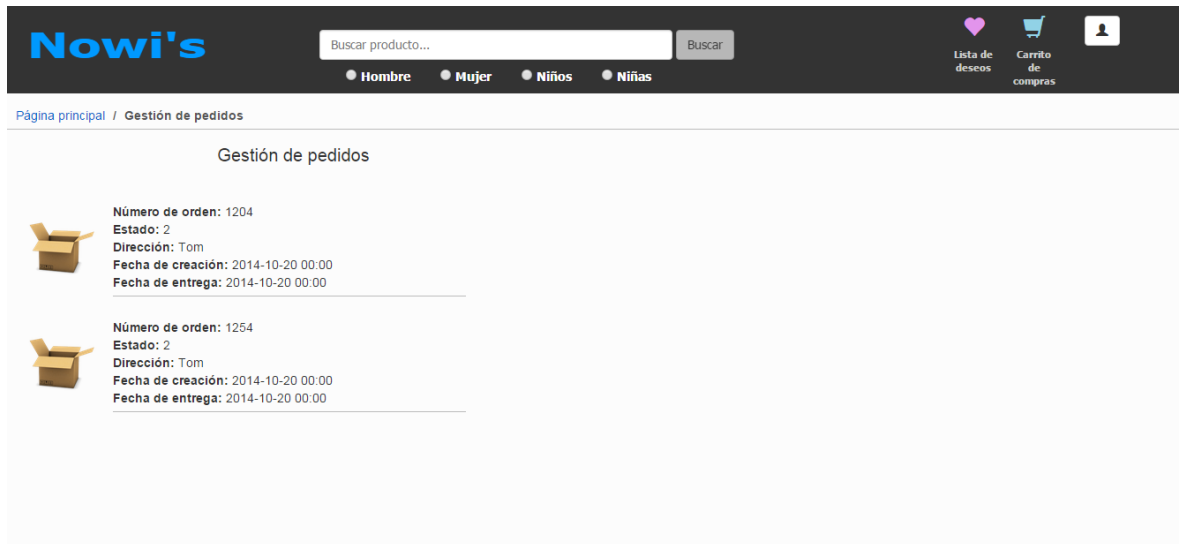 Nowi's
Buscar producto...
Buscar
Hombre Mujer Niños Niñas
Lista de
deseos
Carrito
de
compras
Página principal / Gestión de pedidos
Gestión de pedidos
Número de orden: 1204
Estado: 2
Dirección: Tom
Fecha de creación: 2014-10-20 00:00
Fecha de entrega: 2014-10-20 00:00
Número de orden: 1254
Estado: 2
Dirección: Tom
Fecha de creación: 2014-10-20 00:00
Fecha de entrega: 2014-10-20 00:00